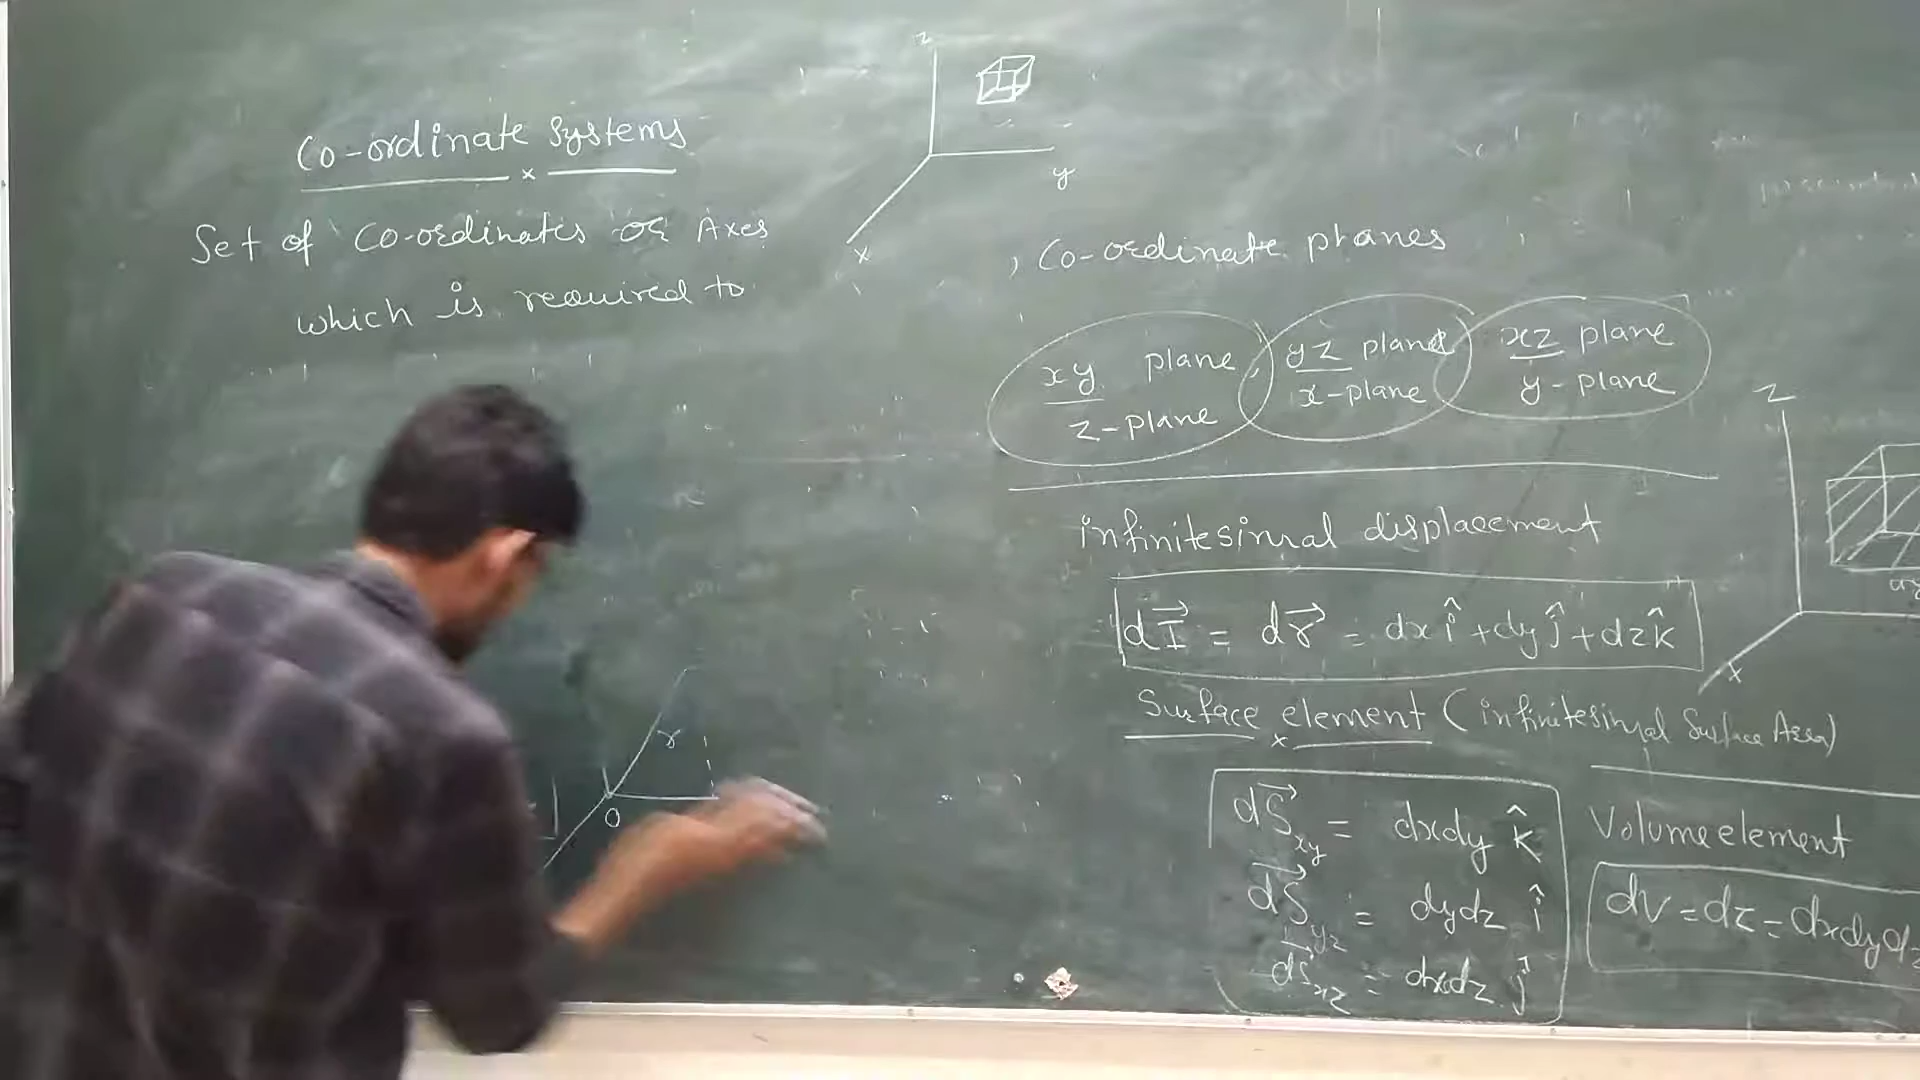 Co-ordinate Systems
x
Set of Co-ordinates or Axes
which is required to
z
y
x
, Co-ordinate planes
xy plane,
z-plane
yz plane
x-plane
xz plane
y-plane
infinitesimal displacement
dI⃗ = dr⃗ = dx î + dy ĵ + dz k̂
Surface element (infinitesimal Surface Area)
x
dS⃗xy = dxdy k̂
dS⃗yz = dydz î
dS⃗xz = dxdz ĵ
Volume element
dV = dτ = dxdydz
Z
x
r
O